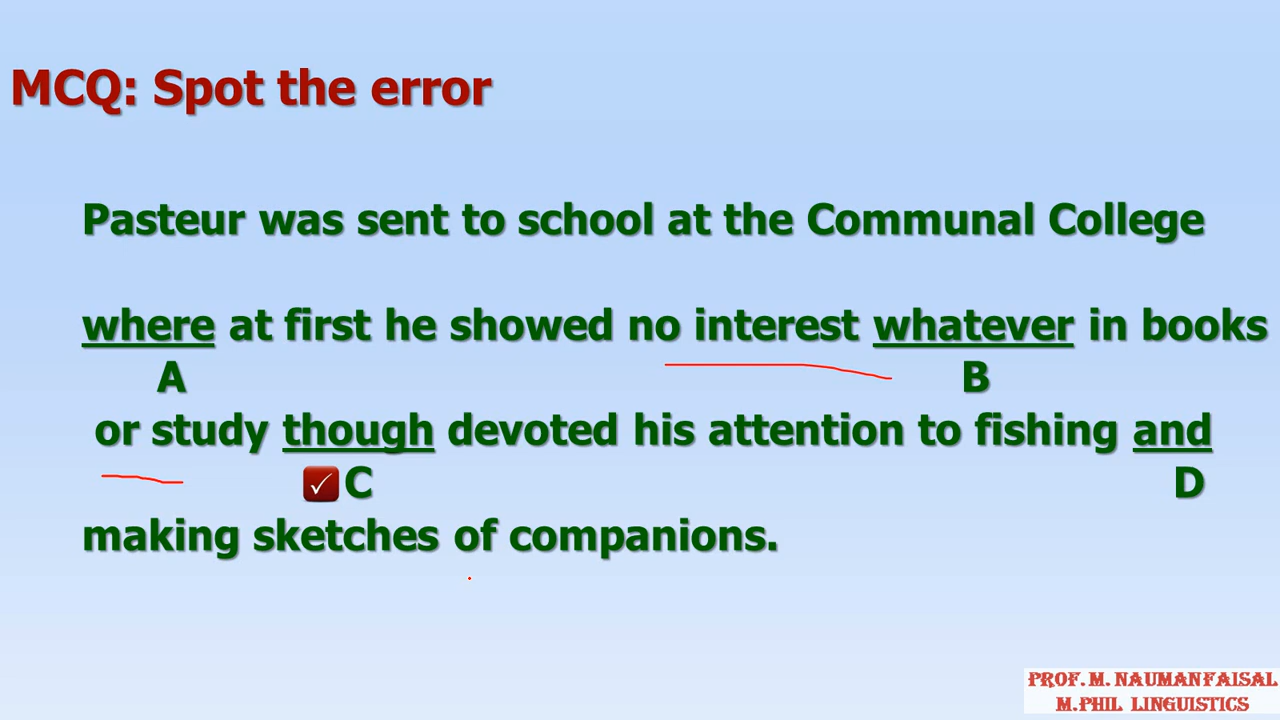 MCQ: Spot the error
Pasteur was sent to school at the Communal College
where at first he showed no interest whatever in books
A B
or study though devoted his attention to fishing and
C D
making sketches of companions.
PROF. M. NAUMAN FAISAL
M.PHIL LINGUISTICS